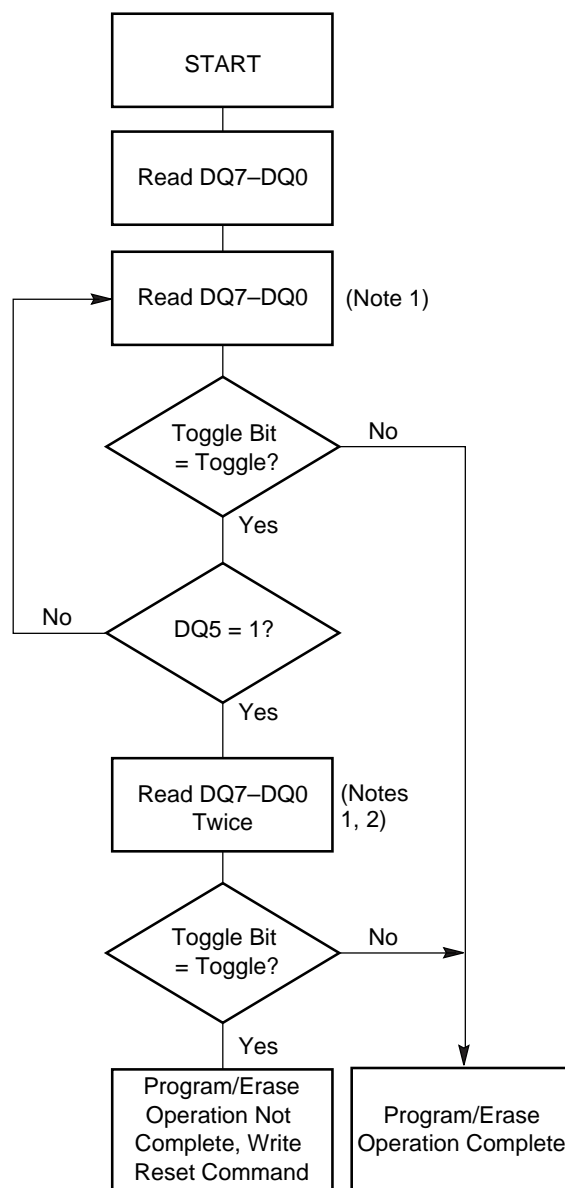 START
Read DQ7–DQ0
Read DQ7–DQ0
(Note 1)
Toggle Bit
= Toggle?
No
Yes
No
DQ5 = 1?
Yes
Read DQ7–DQ0
Twice
(Notes
1, 2)
Toggle Bit
= Toggle?
No
Yes
Program/Erase
Operation Not
Complete, Write
Reset Command
Program/Erase
Operation Complete